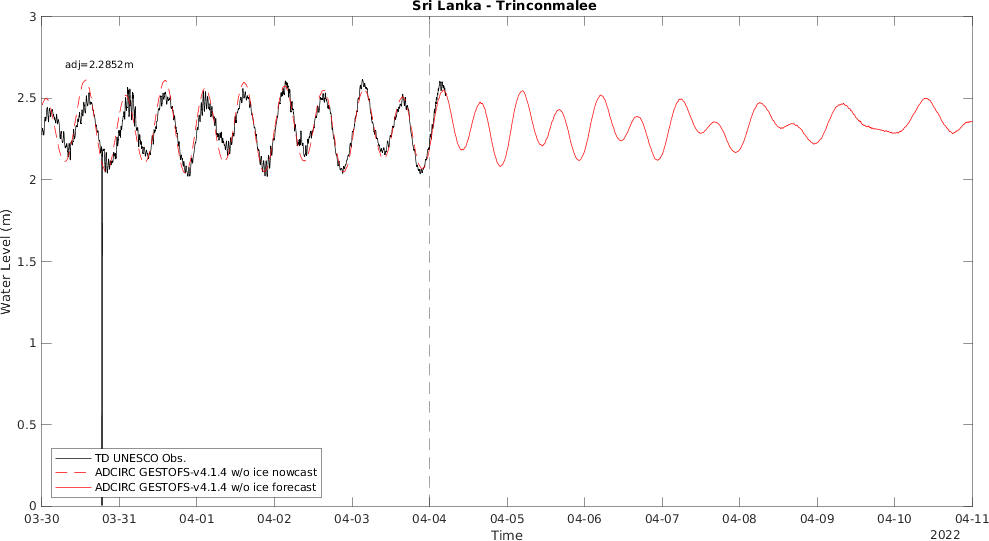 Sri Lanka - Trinconmalee
3
adj=2.2852m
2.5
2
1.5
Water Level (m)
1
0.5
TD UNESCO Obs.
ADCIRC GESTOFS-v4.1.4 w/o ice nowcast
ADCIRC GESTOFS-v4.1.4 w/o ice forecast
0
03-30 03-31 04-01 04-02 04-03 04-04 04-05 04-06 04-07 04-08 04-09 04-10 04-11
Time
2022